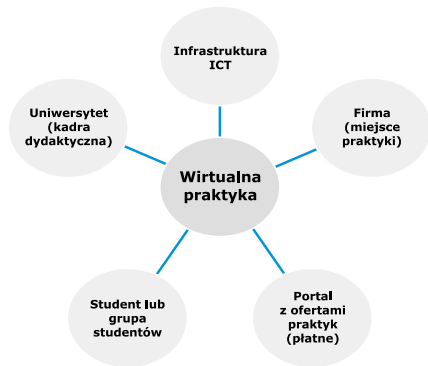 Infrastruktura
ICT
Uniwersytet
(kadra
dydaktyczna)
Firma
(miejsce
praktyki)
Wirtualna
praktyka
Student lub
grupa
studentów
Portal
z ofertami
praktyk
(płatne)